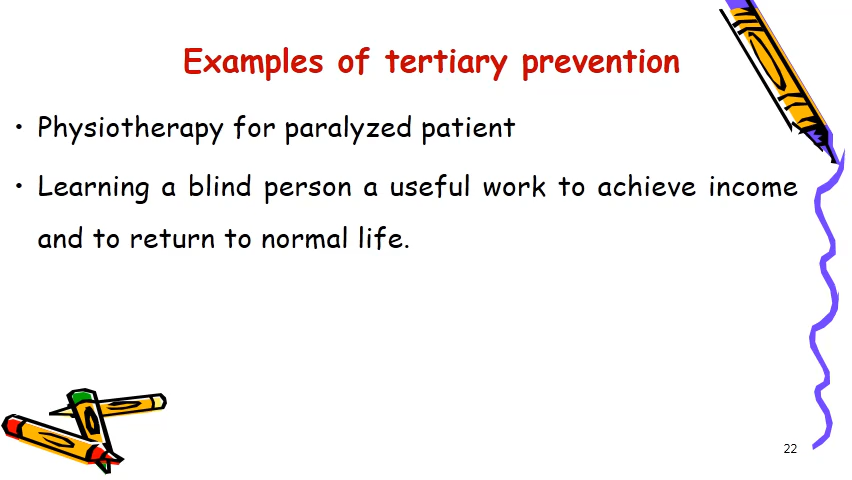 Examples of tertiary prevention
• Physiotherapy for paralyzed patient
• Learning a blind person a useful work to achieve income
and to return to normal life.
22